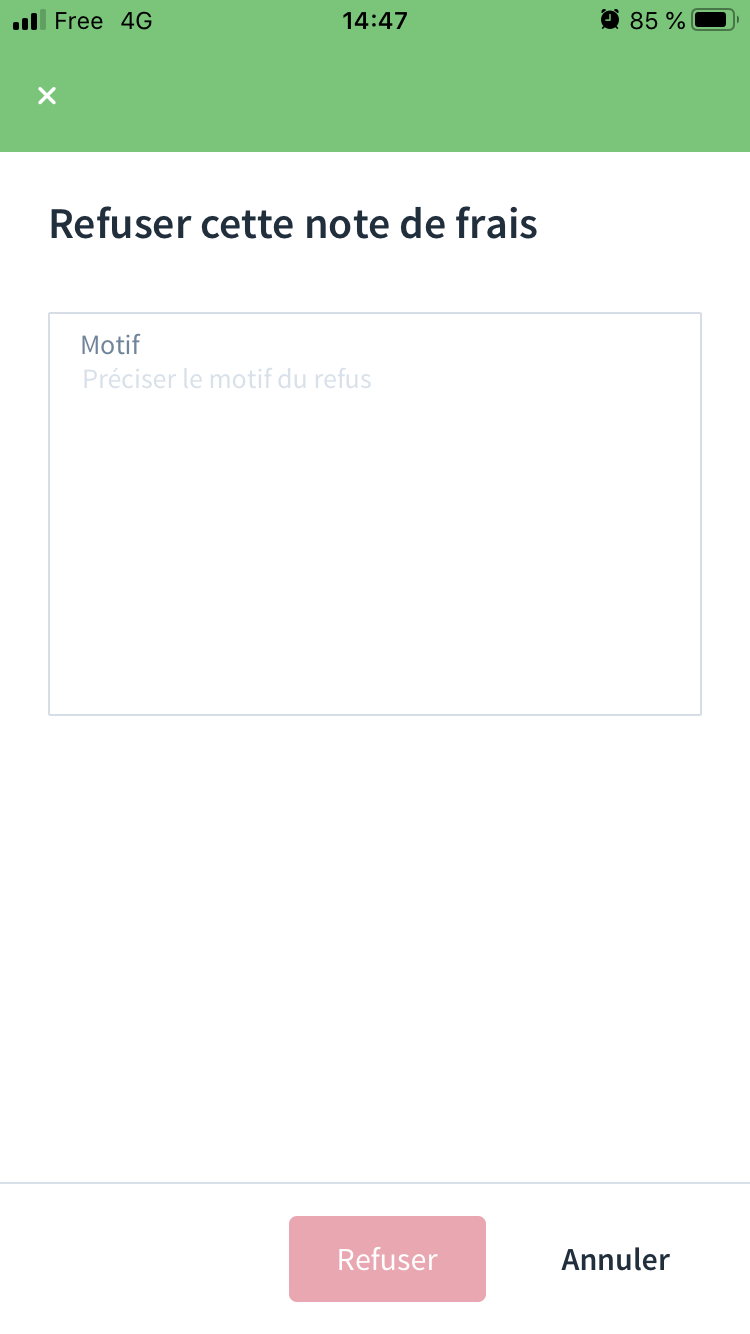 Free 4G 14:47 85 %
Refuser cette note de frais
Motif
Préciser le motif du refus
Refuser Annuler